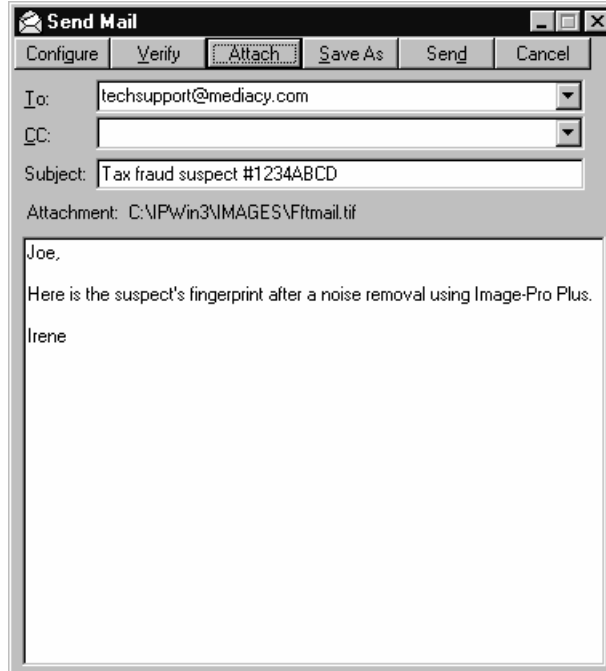 Send Mail
Configure Verify Attach Save As Send Cancel
To: techsupport@mediacy.com
CC:
Subject: Tax fraud suspect #1234ABCD
Attachment: C:\IPWin3\IMAGES\Fftmail.tif
Joe,
Here is the suspect's fingerprint after a noise removal using Image-Pro Plus.
Irene